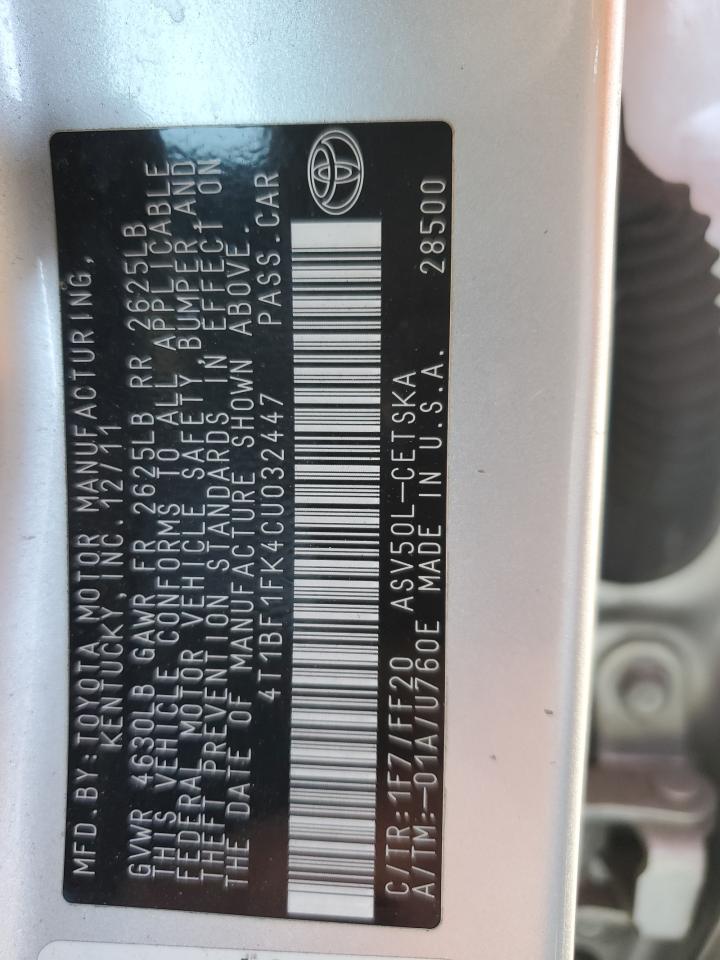 MFD.BY:TOYOTA MOTOR MANUFACTURING,
KENTUCKY,INC.12/11
GVWR 4630LB GAWR FR 2625LB RR 2625LB
THIS VEHICLE CONFORMS TO ALL APPLICABLE
FEDERAL MOTOR VEHICLE SAFETY,BUMPER AND
THEFT PREVENTION STANDARDS IN EFFECT ON
THE DATE OF MANUFACTURE SHOWN ABOVE.
4T1BF1FK4CU032447 PASS.CAR
C/TR:1F7/FF20 ASV50L-CETSKA
A/TM:-01A/U760E MADE IN U.S.A. 28500